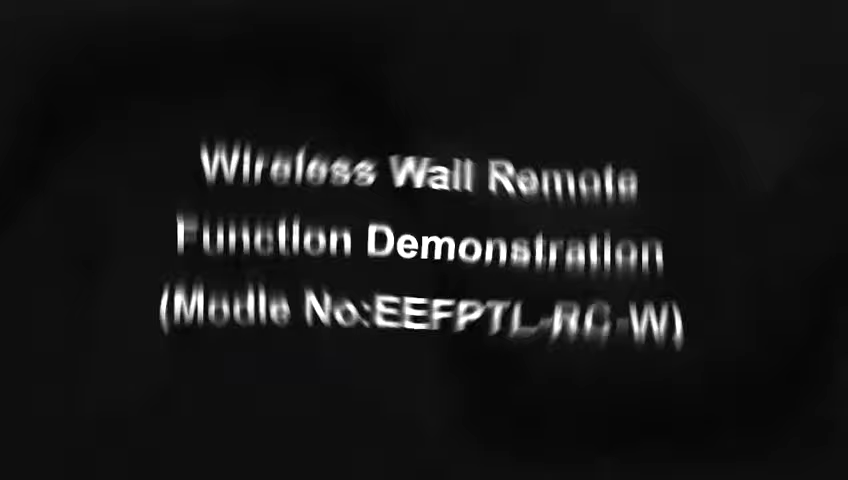 Wireless Wall Remote
Function Demonstration
(Modle No:EEFPTL-RC-W)